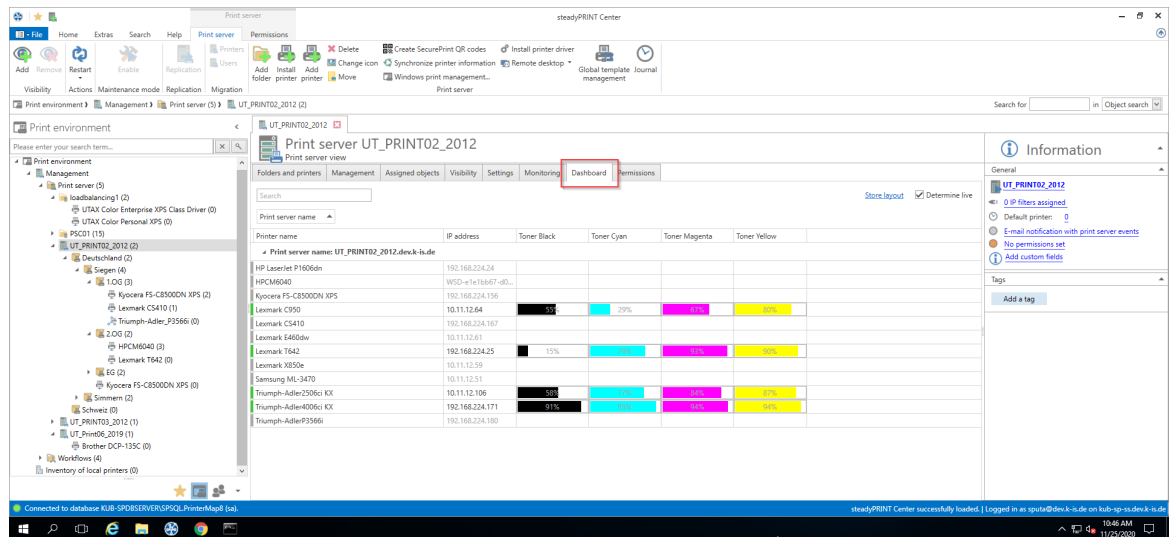 Print server
steadyPRINT Center
File Home Extras Search Help Print server Permissions
Add Remove Restart Enable Replication Printers Users
Add folder Install printer Add printer
Delete
Change icon
Move
Create SecurePrint QR codes
Synchronize printer information
Windows print management...
Install printer driver
Remote desktop
Global template management
Journal
Visibility Actions Maintenance mode Replication Migration Print server
Print environment Management Print server (5) UT_PRINT02_2012 (2)
Search for in Object search
Print environment
Please enter your search term...
Print environment
Management
Print server (5)
loadbalancing1 (2)
UTAX Color Enterprise XPS Class Driver (0)
UTAX Color Personal XPS (0)
PSC01 (15)
UT_PRINT02_2012 (2)
Deutschland (2)
Siegen (4)
1.OG (3)
Kyocera FS-C8500DN XPS (2)
Lexmark CS410 (1)
Triumph-Adler_P3566i (0)
2.OG (2)
HPCM6040 (3)
Lexmark T642 (0)
EG (2)
Kyocera FS-C8500DN XPS (0)
Simmern (2)
Schweiz (0)
UT_PRINT03_2012 (1)
UT_Print06_2019 (1)
Brother DCP-135C (0)
Workflows (4)
Inventory of local printers (0)
UT_PRINT02_2012
Print server UT_PRINT02_2012
Print server view
Folders and printers Management Assigned objects Visibility Settings Monitoring Dashboard Permissions
Search
Store layout Determine live
Print server name
Printer name IP address Toner Black Toner Cyan Toner Magenta Toner Yellow
Print server name: UT_PRINT02_2012.dev.k-is.de
HP LaserJet P1606dn 192.168.224.24
HPCM6040 WSD-e1e1bb67-d0...
Kyocera FS-C8500DN XPS 192.168.224.156
Lexmark C950 10.11.12.64 55% 29% 67% 80%
Lexmark CS410 192.168.224.167
Lexmark E460dw 10.11.12.61
Lexmark T642 192.168.224.25 15% 93% 90%
Lexmark X850e 10.11.12.59
Samsung ML-3470 10.11.12.51
Triumph-Adler2506ci KX 10.11.12.106 58% 84% 87%
Triumph-Adler4006ci KX 192.168.224.171 91% 94% 94%
Triumph-AdlerP3566i 192.168.224.180
Information
General
UT_PRINT02_2012
0 IP filters assigned
Default printer: 0
E-mail notification with print server events
No permissions set
Add custom fields
Tags
Add a tag
Connected to database KUB-SPDBSERVER\SPSQL.PrinterMap8 (sa).
steadyPRINT Center successfully loaded. | Logged in as sputa@dev.k-is.de on kub-sp-ss.dev.k-is.de
10:46 AM
11/25/2020